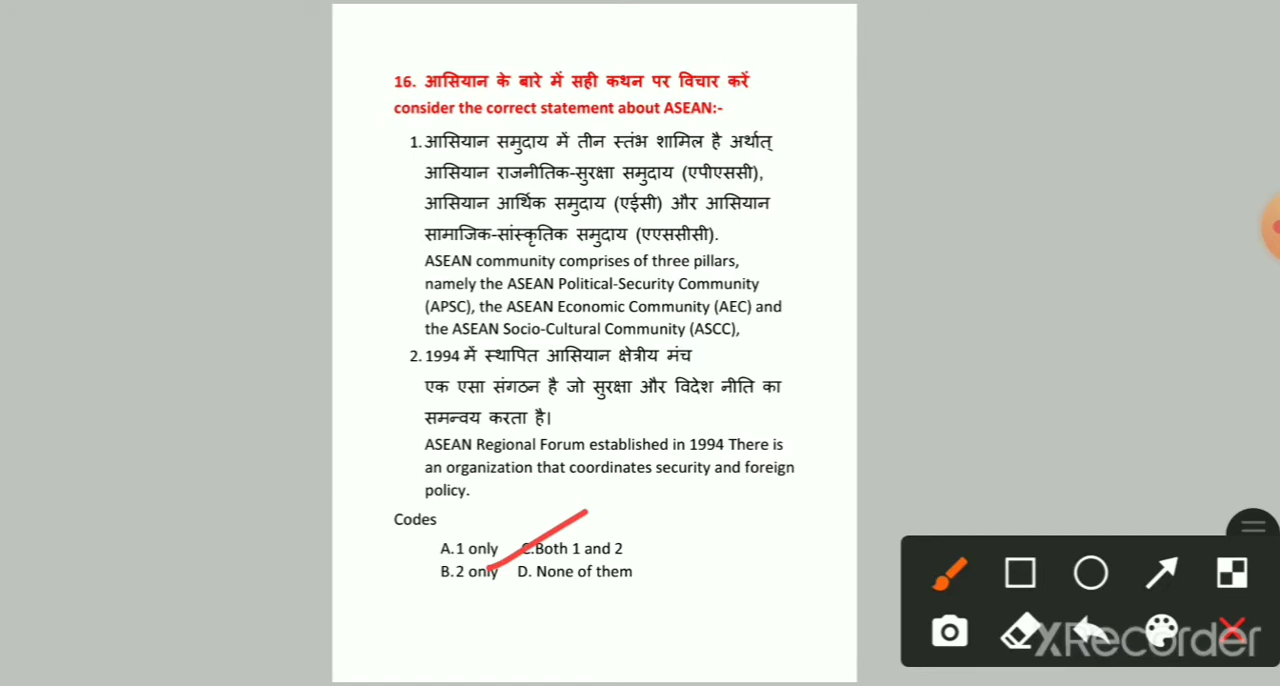 16. आसियान के बारे में सही कथन पर विचार करें
consider the correct statement about ASEAN:-
1. आसियान समुदाय में तीन स्तंभ शामिल है अर्थात्
आसियान राजनीतिक-सुरक्षा समुदाय (एपीएससी),
आसियान आर्थिक समुदाय (एईसी) और आसियान
सामाजिक-सांस्कृतिक समुदाय (एएससीसी).
ASEAN community comprises of three pillars,
namely the ASEAN Political-Security Community
(APSC), the ASEAN Economic Community (AEC) and
the ASEAN Socio-Cultural Community (ASCC),
2. 1994 में स्थापित आसियान क्षेत्रीय मंच
एक एसा संगठन है जो सुरक्षा और विदेश नीति का
समन्वय करता है।
ASEAN Regional Forum established in 1994 There is
an organization that coordinates security and foreign
policy.
Codes
A. 1 only C. Both 1 and 2
B. 2 only D. None of them
XRecorder